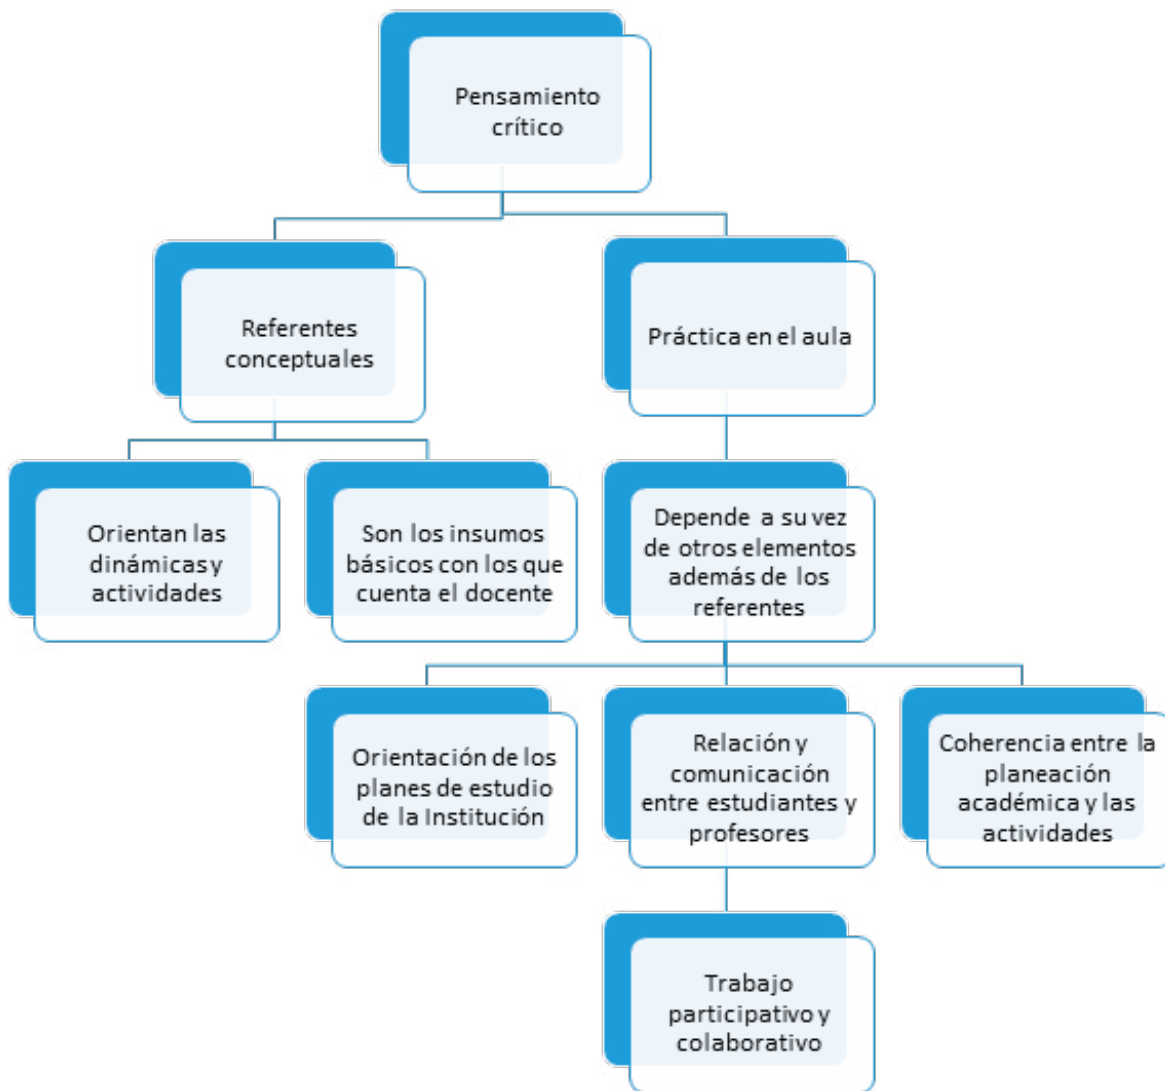 Pensamiento
crítico
Referentes
conceptuales
Práctica en el aula
Orientan las
dinámicas y
actividades
Son los insumos
básicos con los que
cuenta el docente
Depende a su vez
de otros elementos
además de los
referentes
Orientación de los
planes de estudio
de la Institución
Relación y
comunicación
entre estudiantes y
profesores
Coherencia entre la
planeación
académica y las
actividades
Trabajo
participativo y
colaborativo